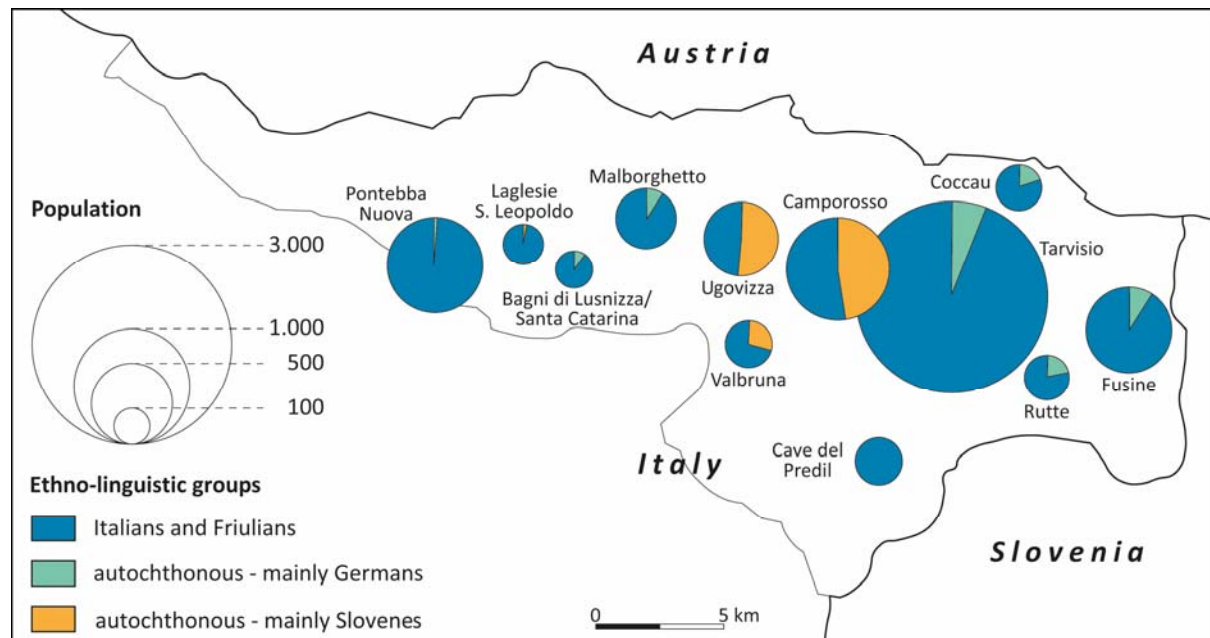 Austria
Coccau
Malborghetto
Laglesie
S. Leopoldo
Pontebba
Nuova
Camporosso
Population
3.000
1.000
500
100
Tarvisio
Ugovizza
Bagni di Lusnizza/
Santa Catarina
Valbruna
Fusine
Rutte
Cave del
Predil
Italy
Slovenia
Ethno-linguistic groups
Italians and Friulians
autochthonous - mainly Germans
autochthonous - mainly Slovenes
0 5 km